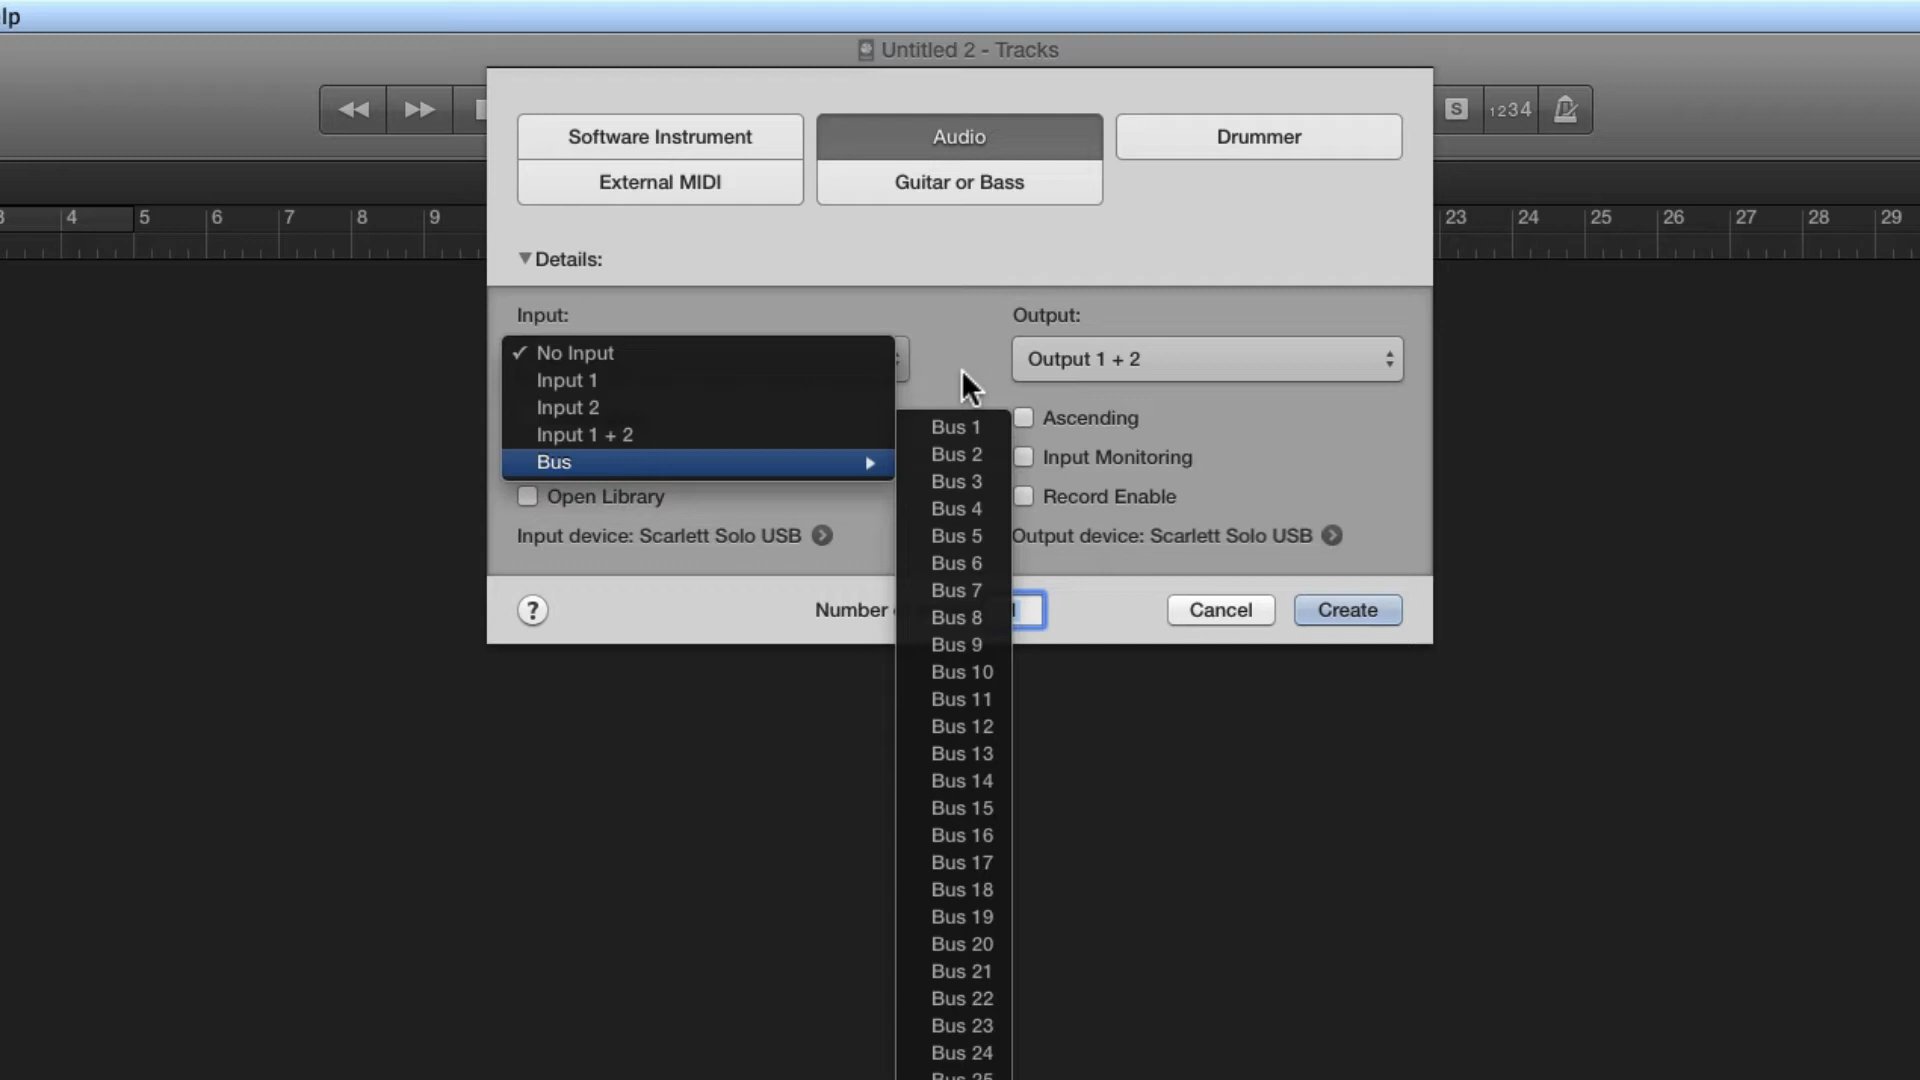 lp
Untitled 2 - Tracks
S
1234
Software Instrument
Audio
Drummer
External MIDI
Guitar or Bass
3 4 5 6 7 8 9 23 24 25 26 27 28 29
Details:
Input:
Output:
✓ No Input
Input 1
Input 2
Input 1 + 2
Bus
Output 1 + 2
Ascending
Input Monitoring
Open Library
Record Enable
Input device: Scarlett Solo USB
Output device: Scarlett Solo USB
?
Number
Cancel
Create
Bus 1
Bus 2
Bus 3
Bus 4
Bus 5
Bus 6
Bus 7
Bus 8
Bus 9
Bus 10
Bus 11
Bus 12
Bus 13
Bus 14
Bus 15
Bus 16
Bus 17
Bus 18
Bus 19
Bus 20
Bus 21
Bus 22
Bus 23
Bus 24
Bus 25